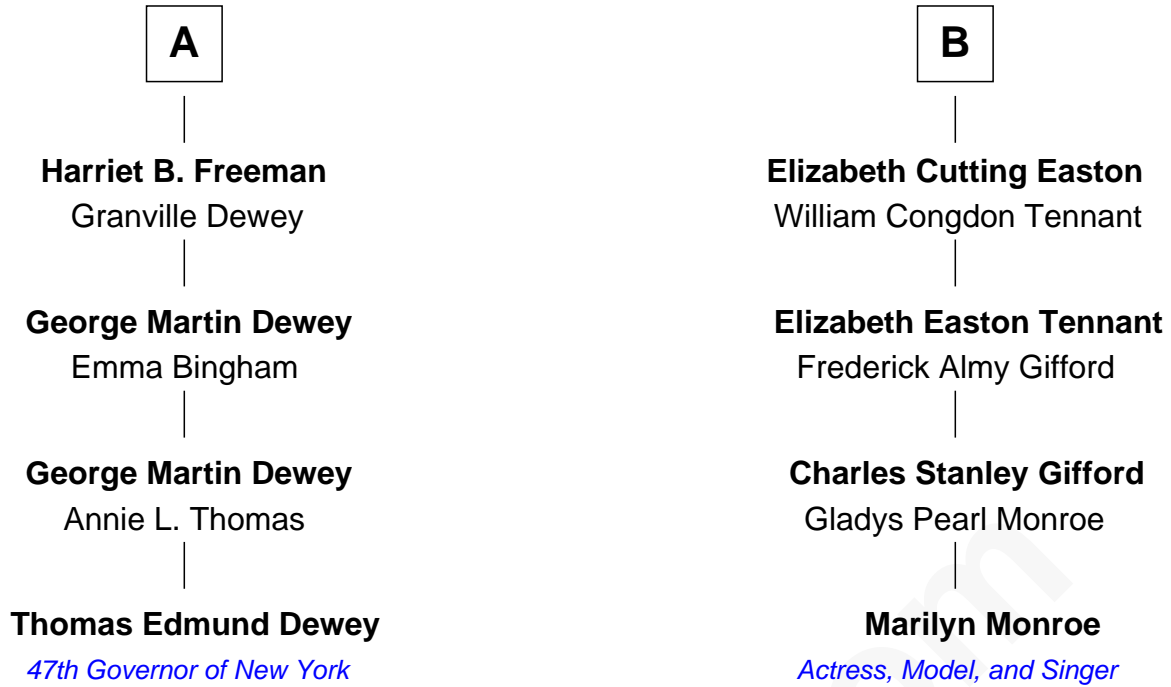 A
Harriet B. Freeman
Granville Dewey
George Martin Dewey
Emma Bingham
George Martin Dewey
Annie L. Thomas
Thomas Edmund Dewey
47th Governor of New York
B
Elizabeth Cutting Easton
William Congdon Tennant
Elizabeth Easton Tennant
Frederick Almy Gifford
Charles Stanley Gifford
Gladys Pearl Monroe
Marilyn Monroe
Actress, Model, and Singer